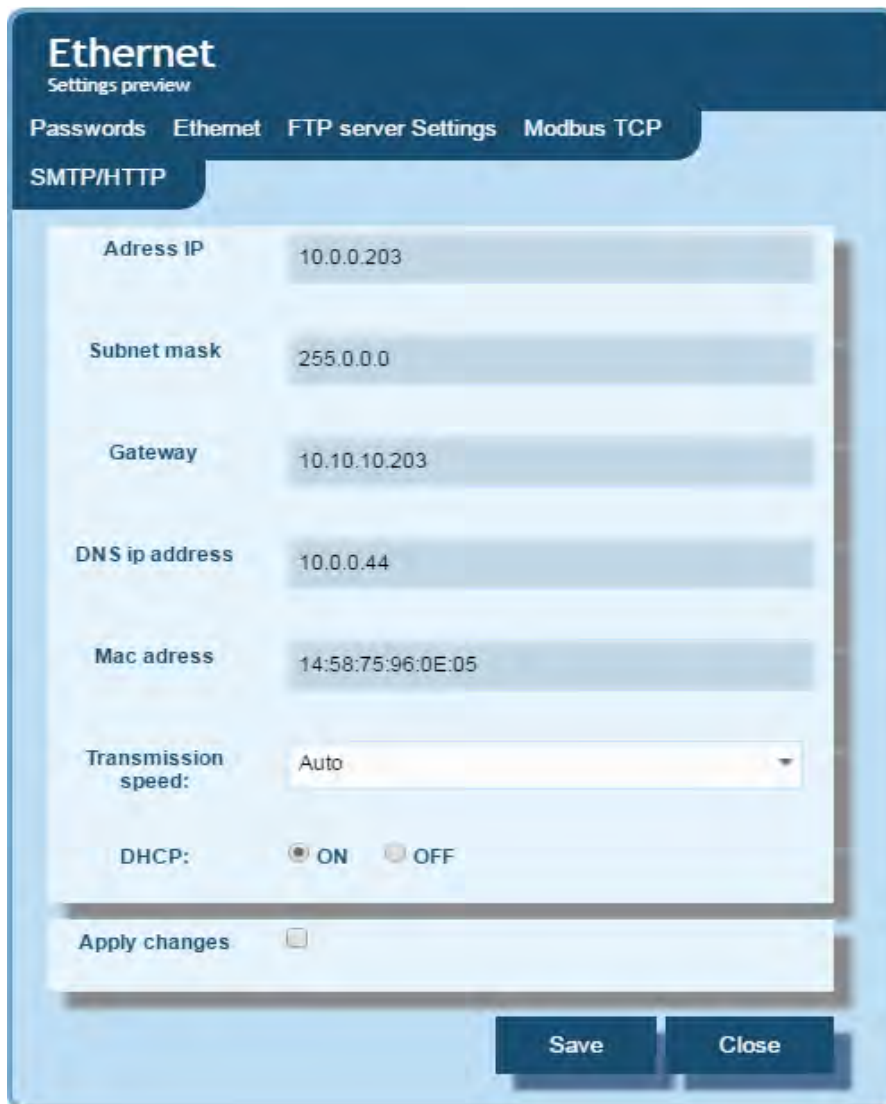 Ethernet
Settings preview
Passwords Ethernet FTP server Settings Modbus TCP
SMTP/HTTP
Adress IP 10.0.0.203
Subnet mask 255.0.0.0
Gateway 10.10.10.203
DNS ip address 10.0.0.44
Mac adress 14:58:75:96:0E:05
Transmission
speed: Auto
DHCP: ON OFF
Apply changes
Save Close